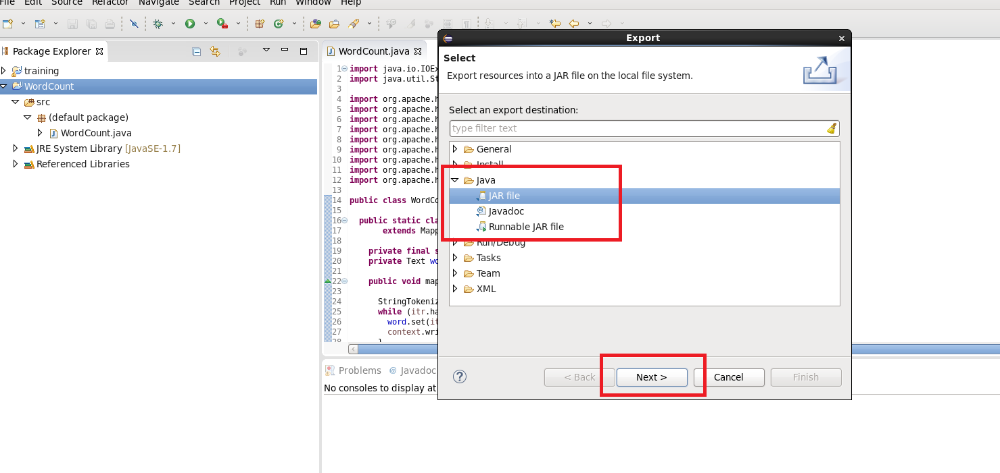 File Edit Source Refactor Navigate Search Project Run Window Help
Package Explorer
training
WordCount
src
(default package)
WordCount.java
JRE System Library [JavaSE-1.7]
Referenced Libraries
WordCount.java
1 import java.io.IOEx
2 import java.util.St
3
4 import org.apache.h
5 import org.apache.h
6 import org.apache.h
7 import org.apache.h
8 import org.apache.h
9 import org.apache.h
10 import org.apache.h
11 import org.apache.h
12 import org.apache.h
13
14 public class WordCo
15
16 public static cla
17 extends Mapp
18
19 private final s
20 private Text wo
21
22 public void map
23
24 StringTokeniz
25 while (itr.ha
26 word.set(it
27 context.wri
28 }
Problems @ Javadoc
No consoles to display at
Export
Select
Export resources into a JAR file on the local file system.
Select an export destination:
type filter text
General
Install
Java
JAR file
Javadoc
Runnable JAR file
Run/Debug
Tasks
Team
XML
< Back Next > Cancel Finish